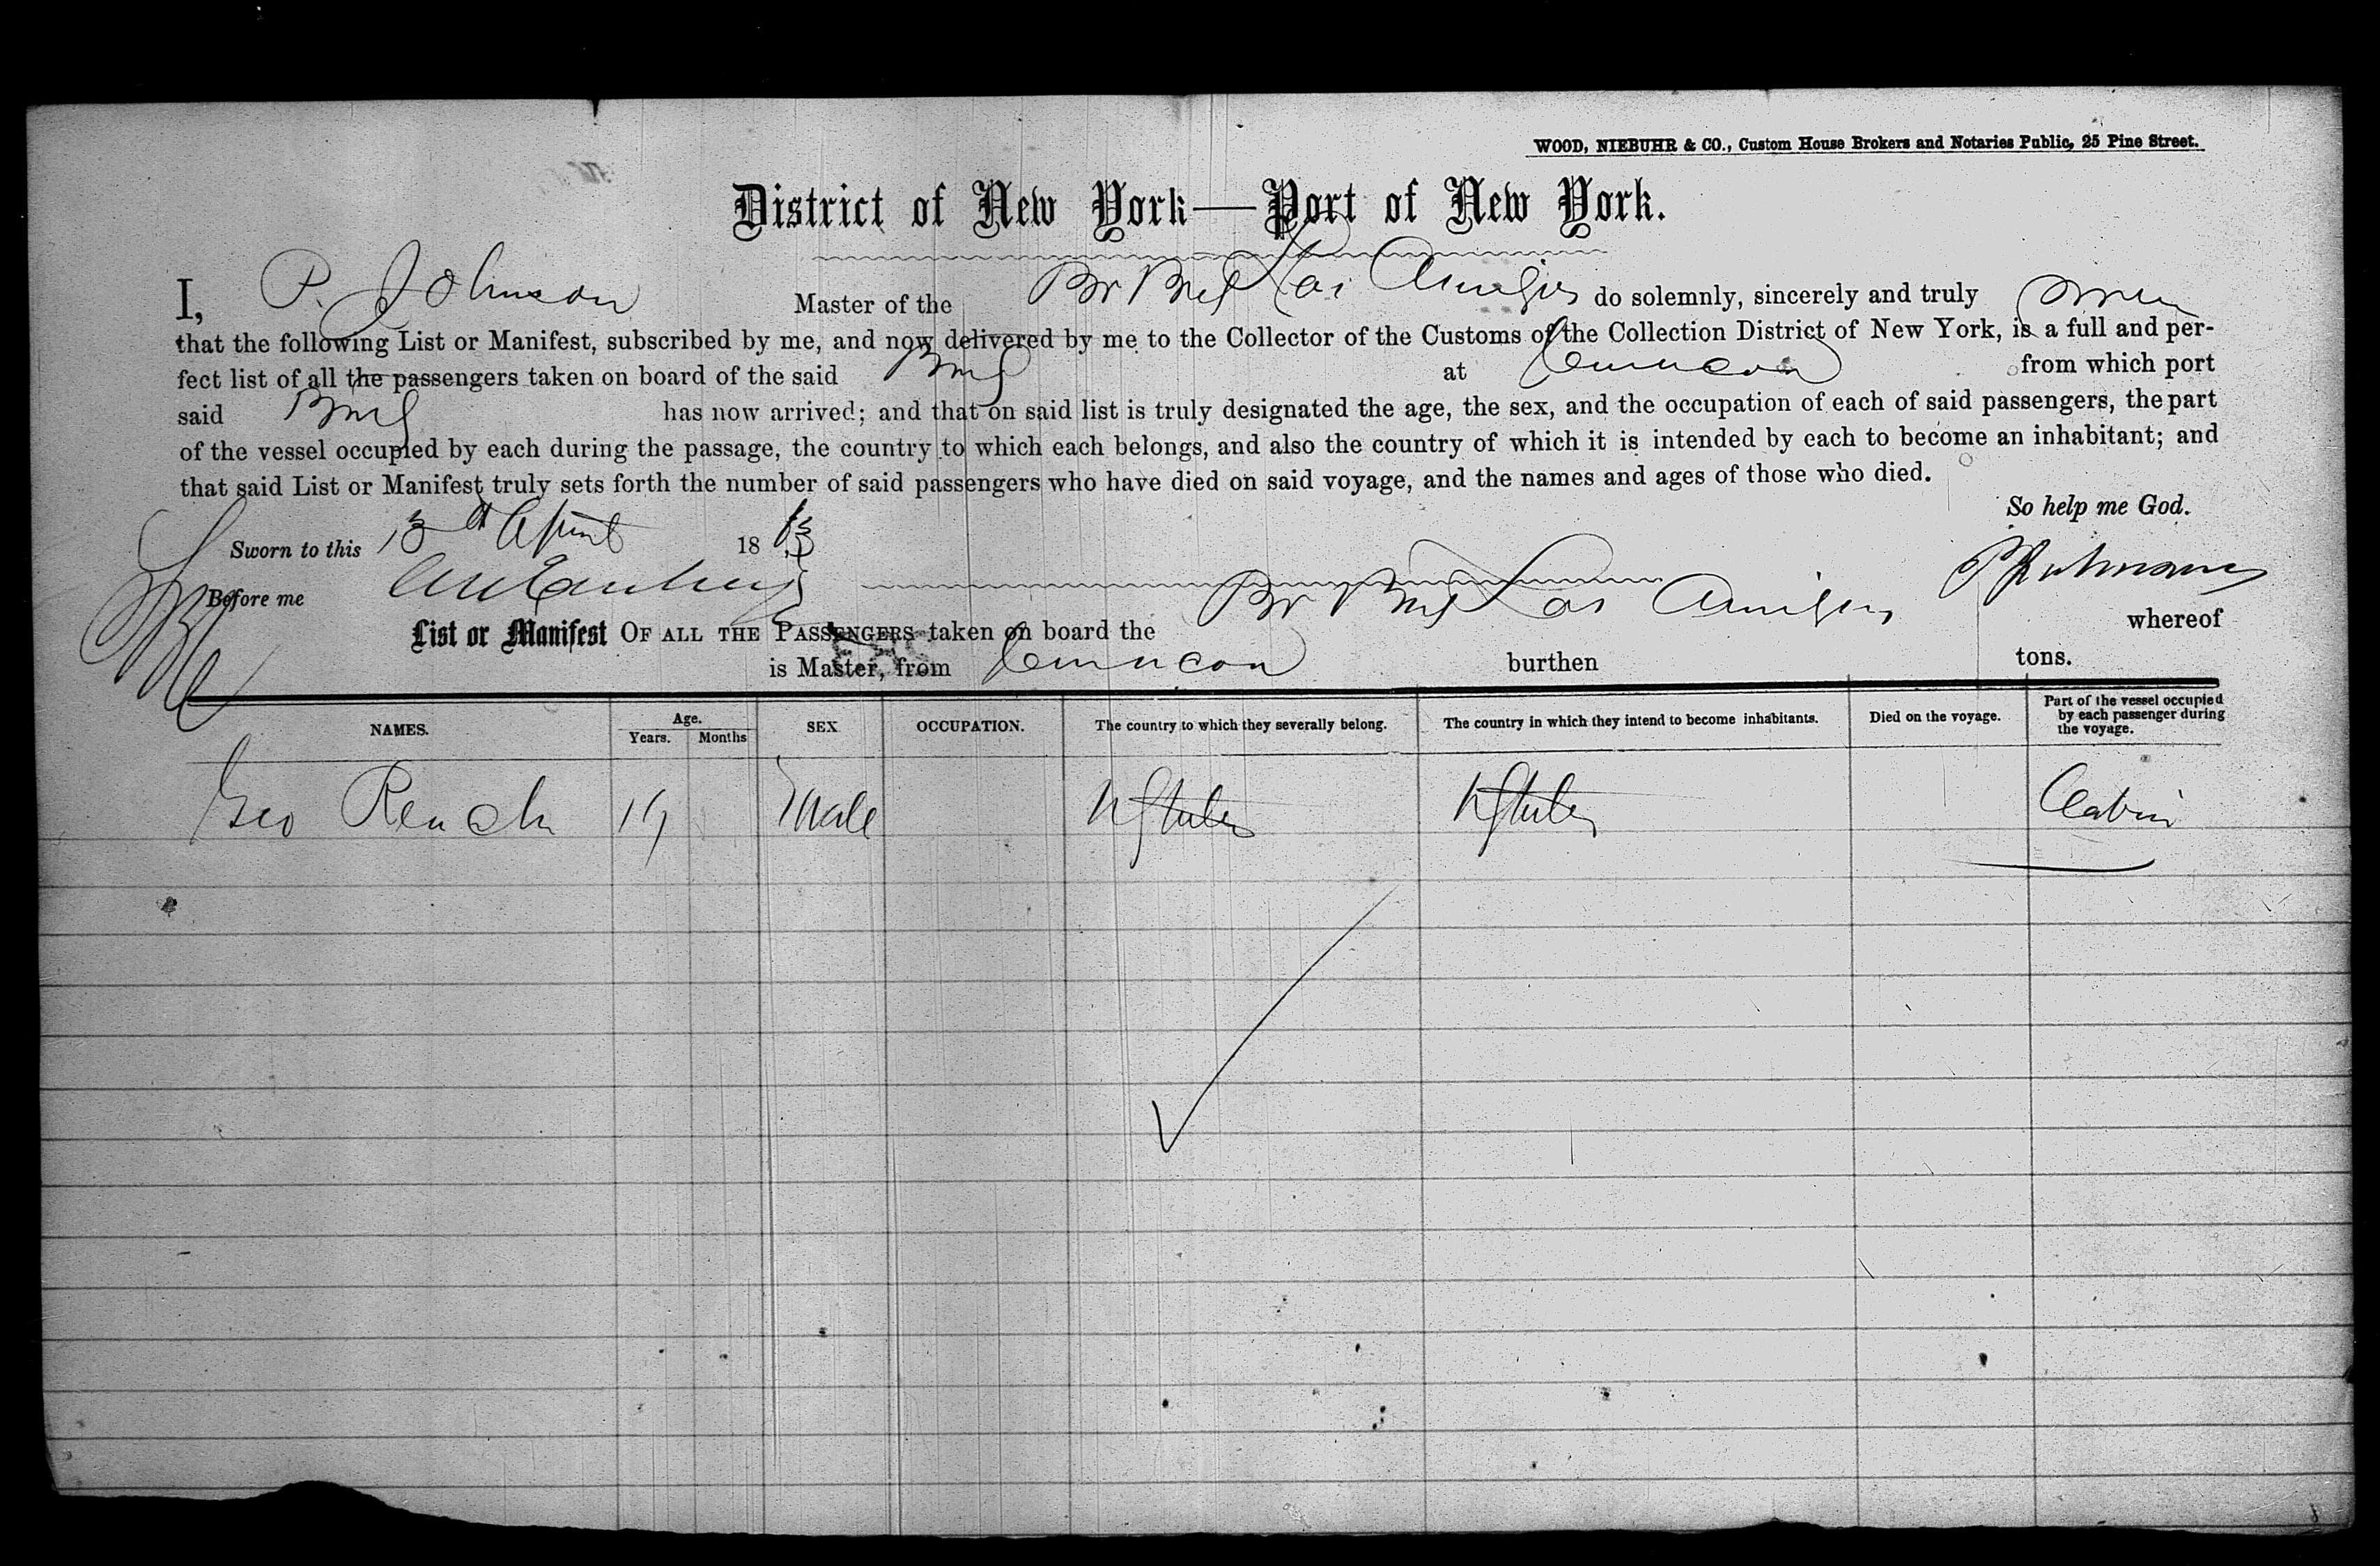 WOOD, NIEBUHR & CO., Custom House Brokers and Notaries Public, 25 Pine Street.
District of New York—Port of New York.
I, P. Johnson Master of the Br Brig Los Amigos do solemnly, sincerely and truly swear
that the following List or Manifest, subscribed by me, and now delivered by me to the Collector of the Customs of the Collection District of New York, is a full and per-
fect list of all the passengers taken on board of the said Brig at from which port
said Brig has now arrived; and that on said list is truly designated the age, the sex, and the occupation of each of said passengers, the part
of the vessel occupied by each during the passage, the country to which each belongs, and also the country of which it is intended by each to become an inhabitant; and
that said List or Manifest truly sets forth the number of said passengers who have died on said voyage, and the names and ages of those who died.
So help me God.
Sworn to this 13th April 1863
Before me
List or Manifest OF ALL THE PASSENGERS taken on board the Br Brig Los Amigos whereof
is Master, from burthen tons.
NAMES. Age. Years. Months SEX OCCUPATION. The country to which they severally belong. The country in which they intend to become inhabitants. Died on the voyage. Part of the vessel occupied by each passenger during the voyage.
Geo 19 Male U States U States Cabin